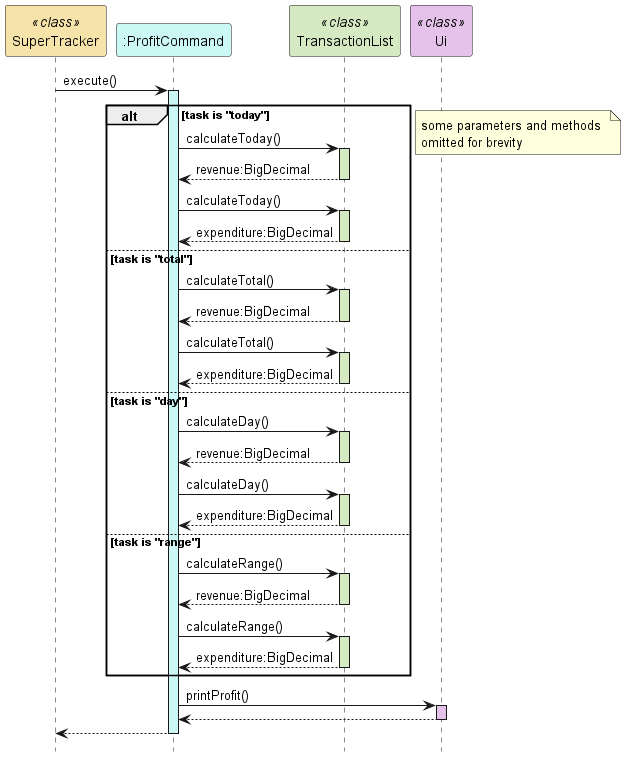 «class»
SuperTracker
:ProfitCommand
«class»
TransactionList
«class»
Ui
execute()
alt
[task is "today"]
some parameters and methods
omitted for brevity
calculateToday()
revenue:BigDecimal
calculateToday()
expenditure:BigDecimal
[task is "total"]
calculateTotal()
revenue:BigDecimal
calculateTotal()
expenditure:BigDecimal
[task is "day"]
calculateDay()
revenue:BigDecimal
calculateDay()
expenditure:BigDecimal
[task is "range"]
calculateRange()
revenue:BigDecimal
calculateRange()
expenditure:BigDecimal
printProfit()